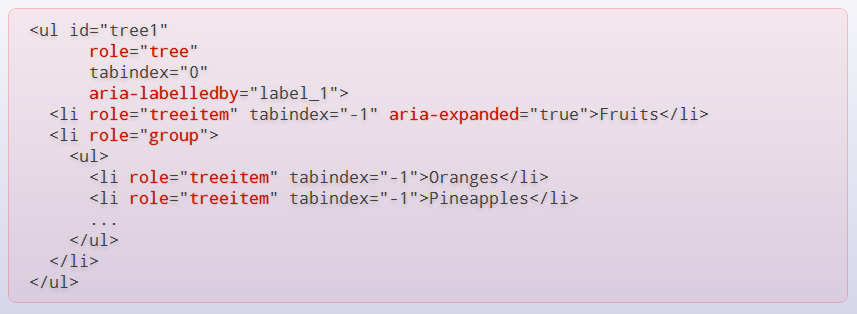 <ul id="tree1"
role="tree"
tabindex="0"
aria-labelledby="label_1">
<li role="treeitem" tabindex="-1" aria-expanded="true">Fruits</li>
<li role="group">
<ul>
<li role="treeitem" tabindex="-1">Oranges</li>
<li role="treeitem" tabindex="-1">Pineapples</li>
...
</ul>
</li>
</ul>